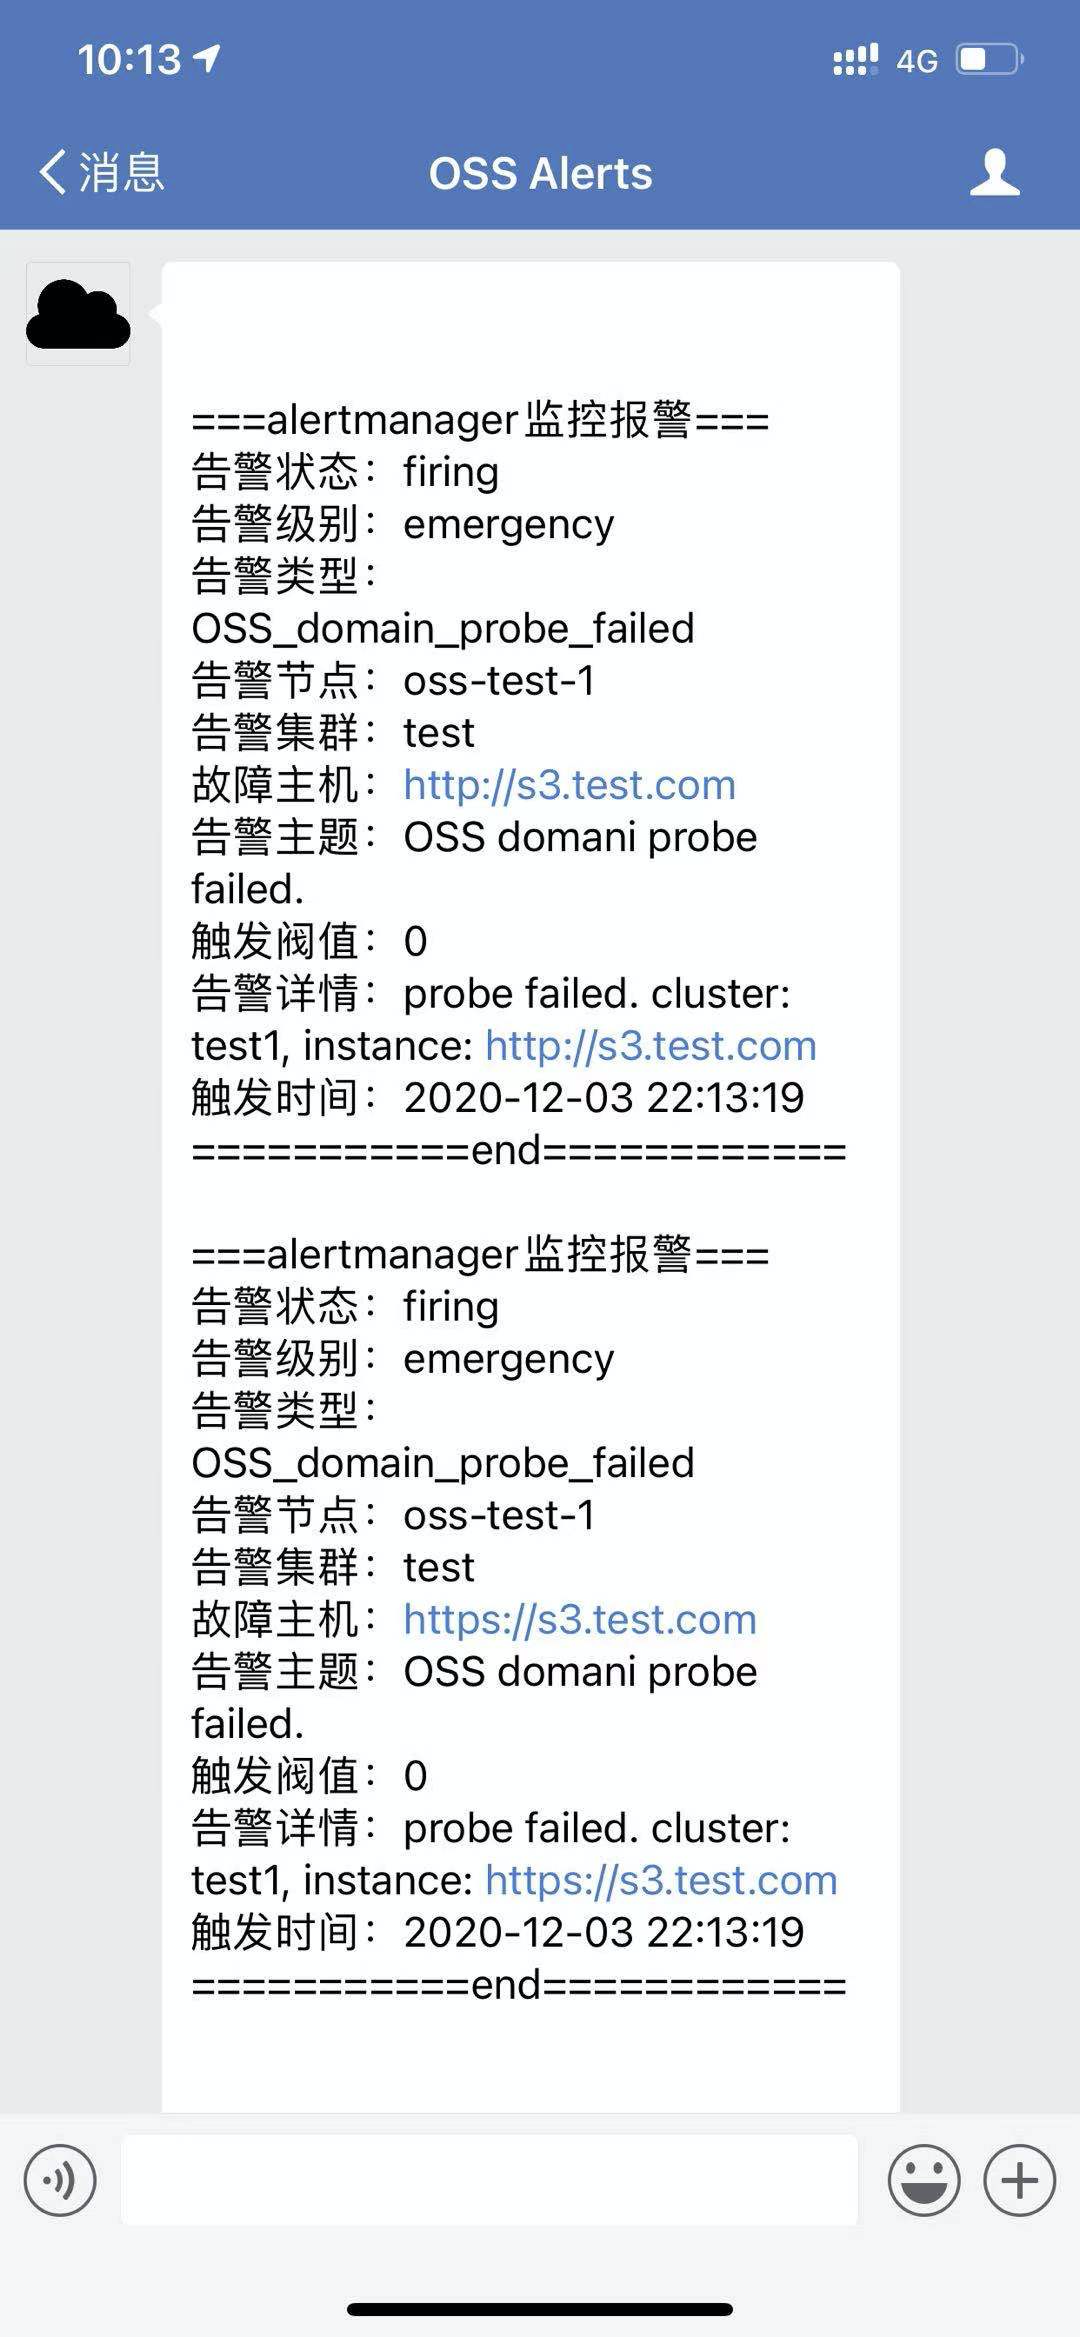 10:13
4G
消息
OSS Alerts
===alertmanager监控报警===
告警状态：firing
告警级别：emergency
告警类型：
OSS_domain_probe_failed
告警节点：oss-test-1
告警集群：test
故障主机：http://s3.test.com
告警主题：OSS domani probe
failed.
触发阀值：0
告警详情：probe failed. cluster:
test1, instance: http://s3.test.com
触发时间：2020-12-03 22:13:19
===========end============
===alertmanager监控报警===
告警状态：firing
告警级别：emergency
告警类型：
OSS_domain_probe_failed
告警节点：oss-test-1
告警集群：test
故障主机：https://s3.test.com
告警主题：OSS domani probe
failed.
触发阀值：0
告警详情：probe failed. cluster:
test1, instance: https://s3.test.com
触发时间：2020-12-03 22:13:19
===========end============